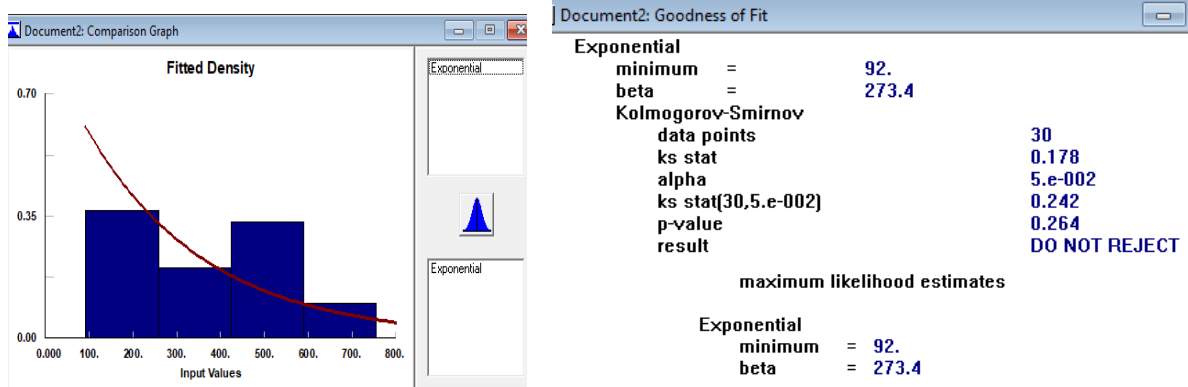 Document2: Comparison Graph
Fitted Density
0.70
0.35
0.00
0.000 100. 200. 300. 400. 500. 600. 700. 800.
Input Values
Exponential
Exponential
Document2: Goodness of Fit
Exponential
minimum = 92.
beta = 273.4
Kolmogorov-Smirnov
data points 30
ks stat 0.178
alpha 5.e-002
ks stat(30,5.e-002) 0.242
p-value 0.264
result DO NOT REJECT
maximum likelihood estimates
Exponential
minimum = 92.
beta = 273.4